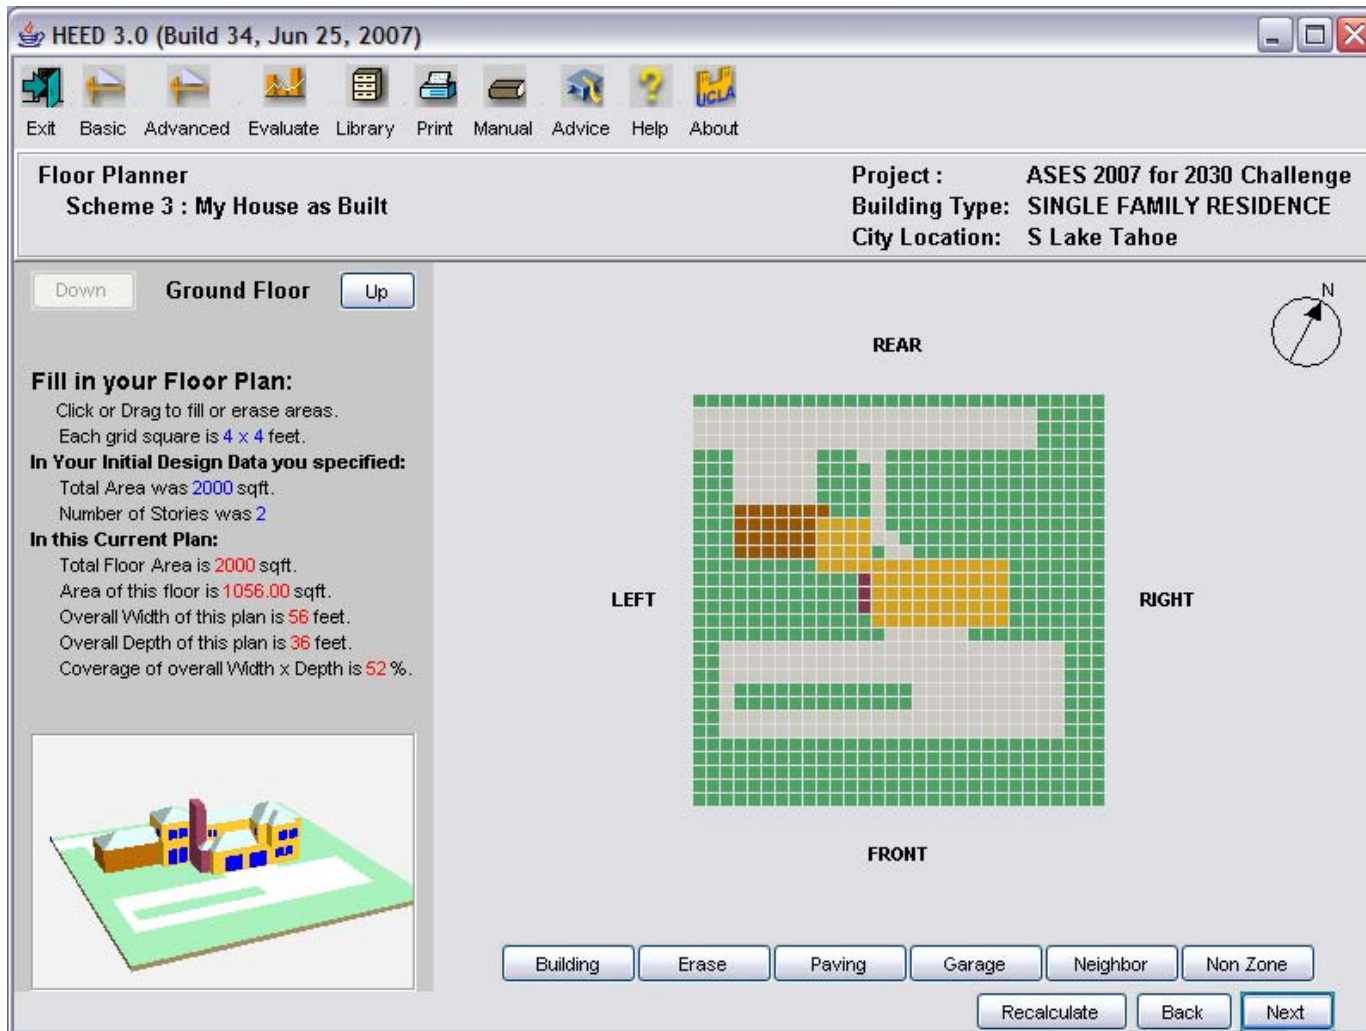 HEED 3.0 (Build 34, Jun 25, 2007)
Exit Basic Advanced Evaluate Library Print Manual Advice Help About
UCLA
Floor Planner
Scheme 3 : My House as Built
Project : ASES 2007 for 2030 Challenge
Building Type: SINGLE FAMILY RESIDENCE
City Location: S Lake Tahoe
Down Ground Floor Up
Fill in your Floor Plan:
Click or Drag to fill or erase areas.
Each grid square is 4 x 4 feet.
In Your Initial Design Data you specified:
Total Area was 2000 sqft.
Number of Stories was 2
In this Current Plan:
Total Floor Area is 2000 sqft.
Area of this floor is 1056.00 sqft.
Overall Width of this plan is 56 feet.
Overall Depth of this plan is 36 feet.
Coverage of overall Width x Depth is 52 %.
N
REAR
LEFT
RIGHT
FRONT
Building Erase Paving Garage Neighbor Non Zone
Recalculate Back Next